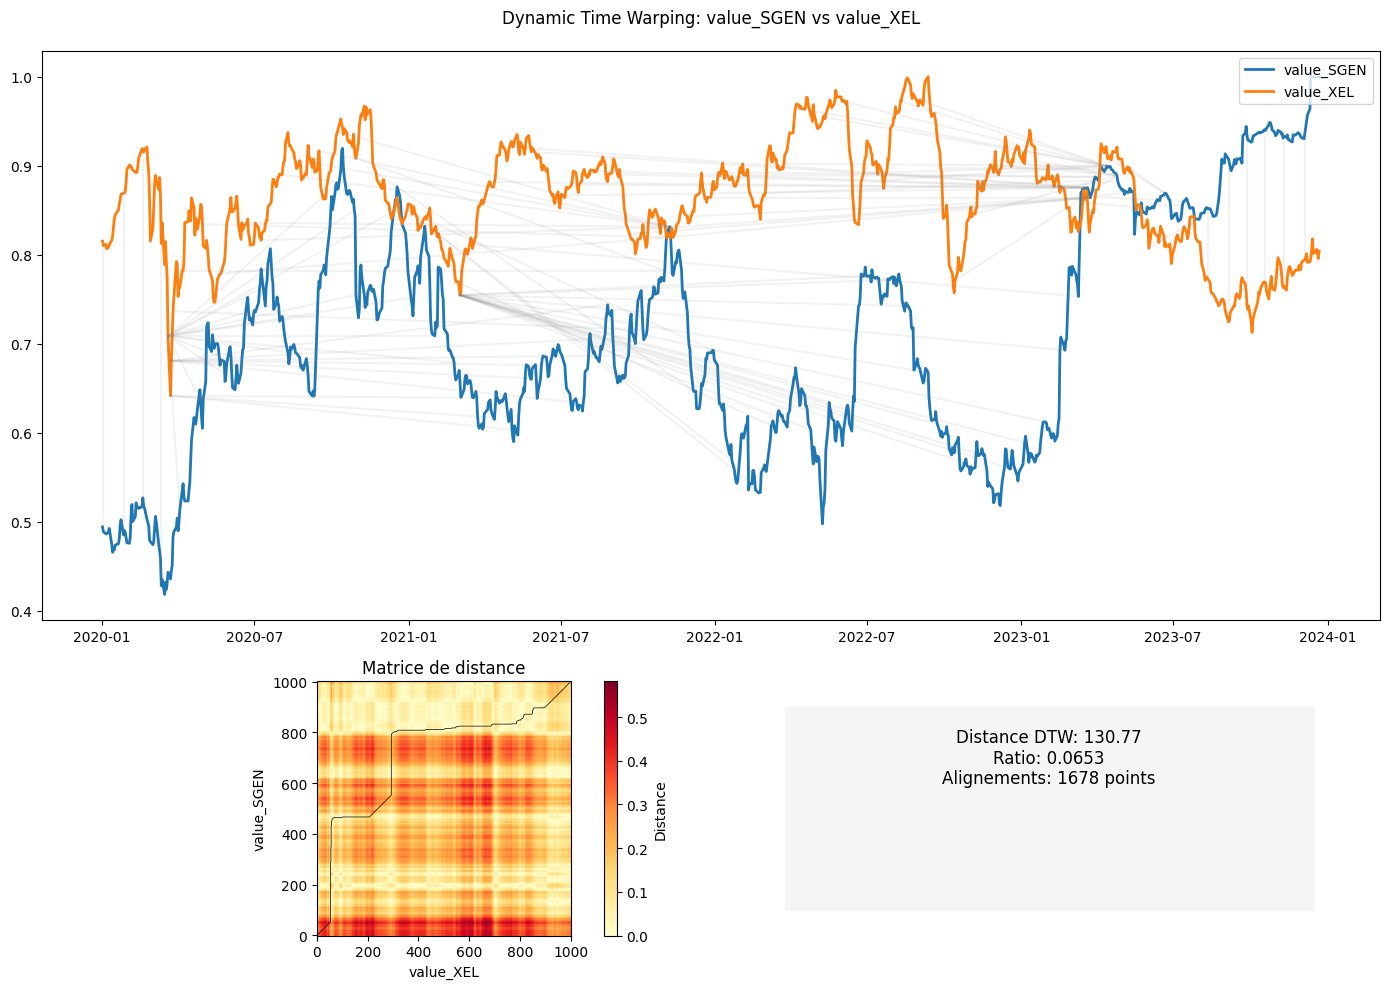 Dynamic Time Warping: value_SGEN vs value_XEL
value_SGEN
value_XEL
1.0
0.9
0.8
0.7
0.6
0.5
0.4
2020-01 2020-07 2021-01 2021-07 2022-01 2022-07 2023-01 2023-07 2024-01
Matrice de distance
1000
800
600
400
200
0
value_SGEN
0 200 400 600 800 1000
value_XEL
0.5
0.4
0.3
0.2
0.1
0.0
Distance
Distance DTW: 130.77
Ratio: 0.0653
Alignements: 1678 points